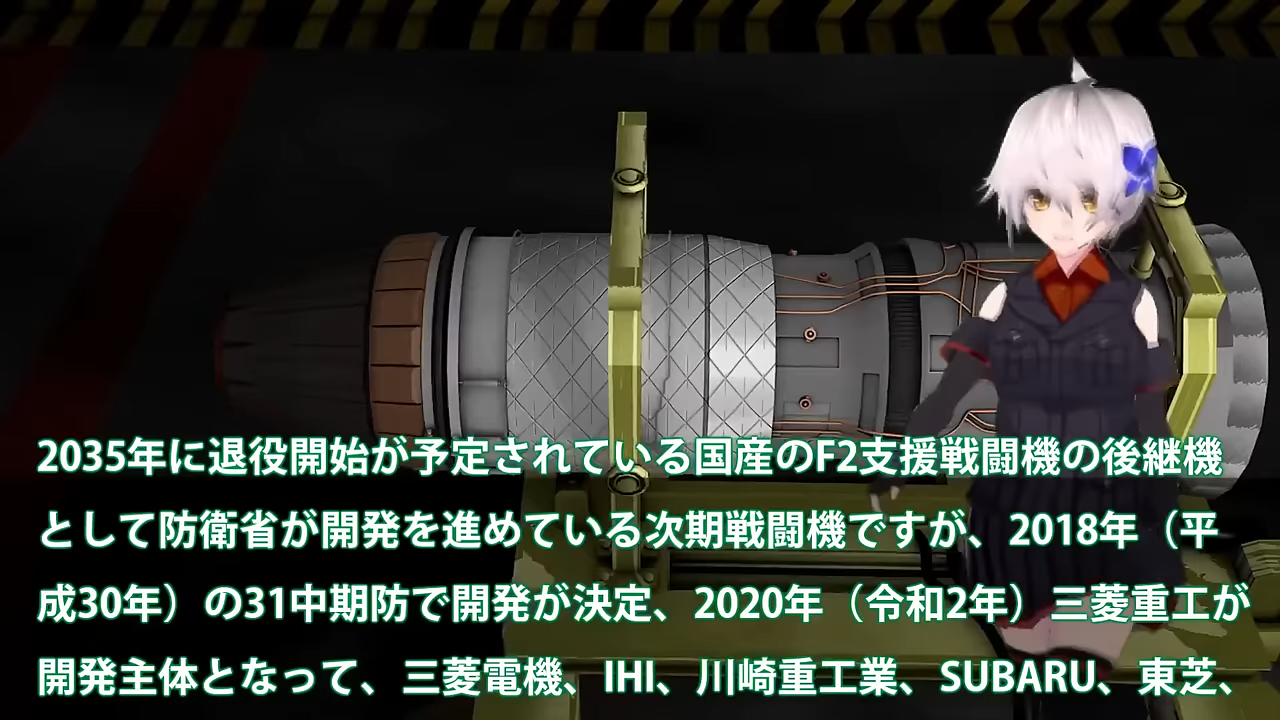 2035年に退役開始が予定されている国産のF2支援戦闘機の後継機
として防衛省が開発を進めている次期戦闘機ですが、2018年（平
成30年）の31中期防で開発が決定、2020年（令和2年）三菱重工が
開発主体となって、三菱電機、IHI、川崎重工業、SUBARU、東芝、